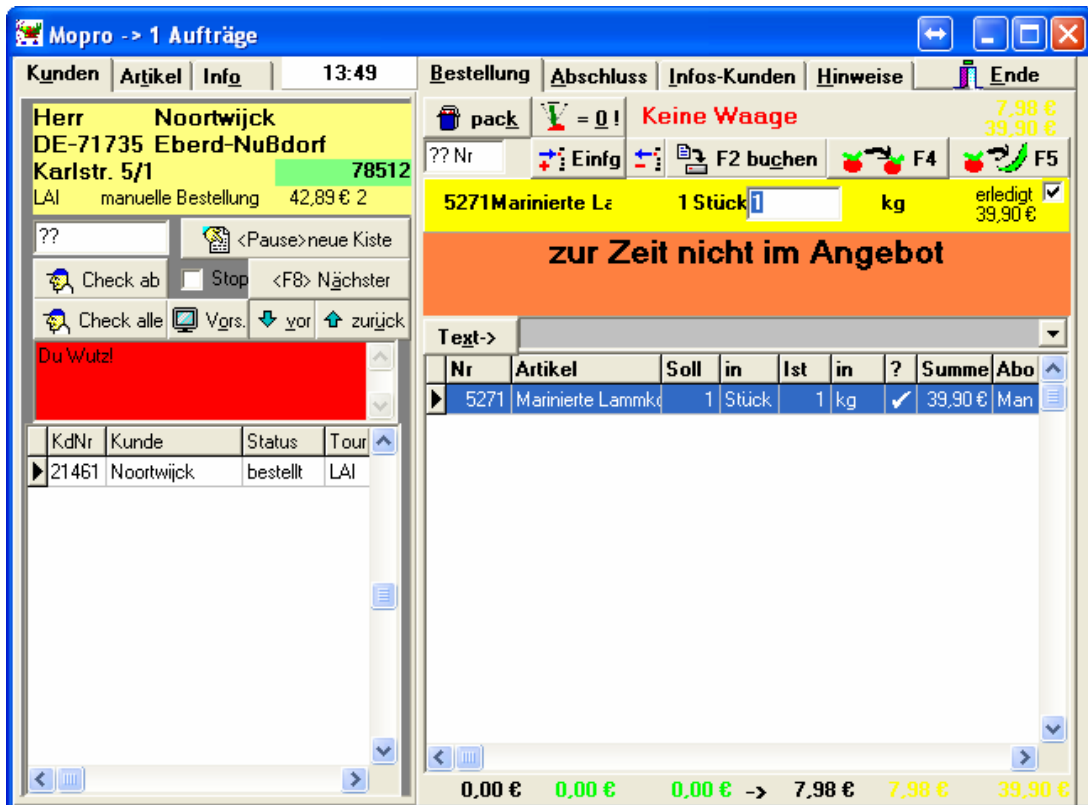 Mopro -> 1 Aufträge
Kunden Artikel Info 13:49
Herr Noortwijck
DE-71735 Eberd-Nußdorf
Karlstr. 5/1 78512
LAI manuelle Bestellung 42,89 € 2
?? <Pause>neue Kiste
Check ab Stop <F8> Nächster
Check alle Vors. vor zurück
Du Wutz!
KdNr Kunde Status Tour
21461 Noortwijck bestellt LAI
Bestellung Abschluss Infos-Kunden Hinweise Ende
pack = 0 ! Keine Waage 7,98 €
39,90 €
?? Nr Einfg F2 buchen F4 F5
5271 Marinierte La 1 Stück 1 kg erledigt
39,90 €
zur Zeit nicht im Angebot
Text->
Nr Artikel Soll in Ist in ? Summe Abo
5271 Marinierte Lammko 1 Stück 1 kg 39,90 € Man
0,00 € 0,00 € 0,00 € -> 7,98 € 7,98 € 39,90 €